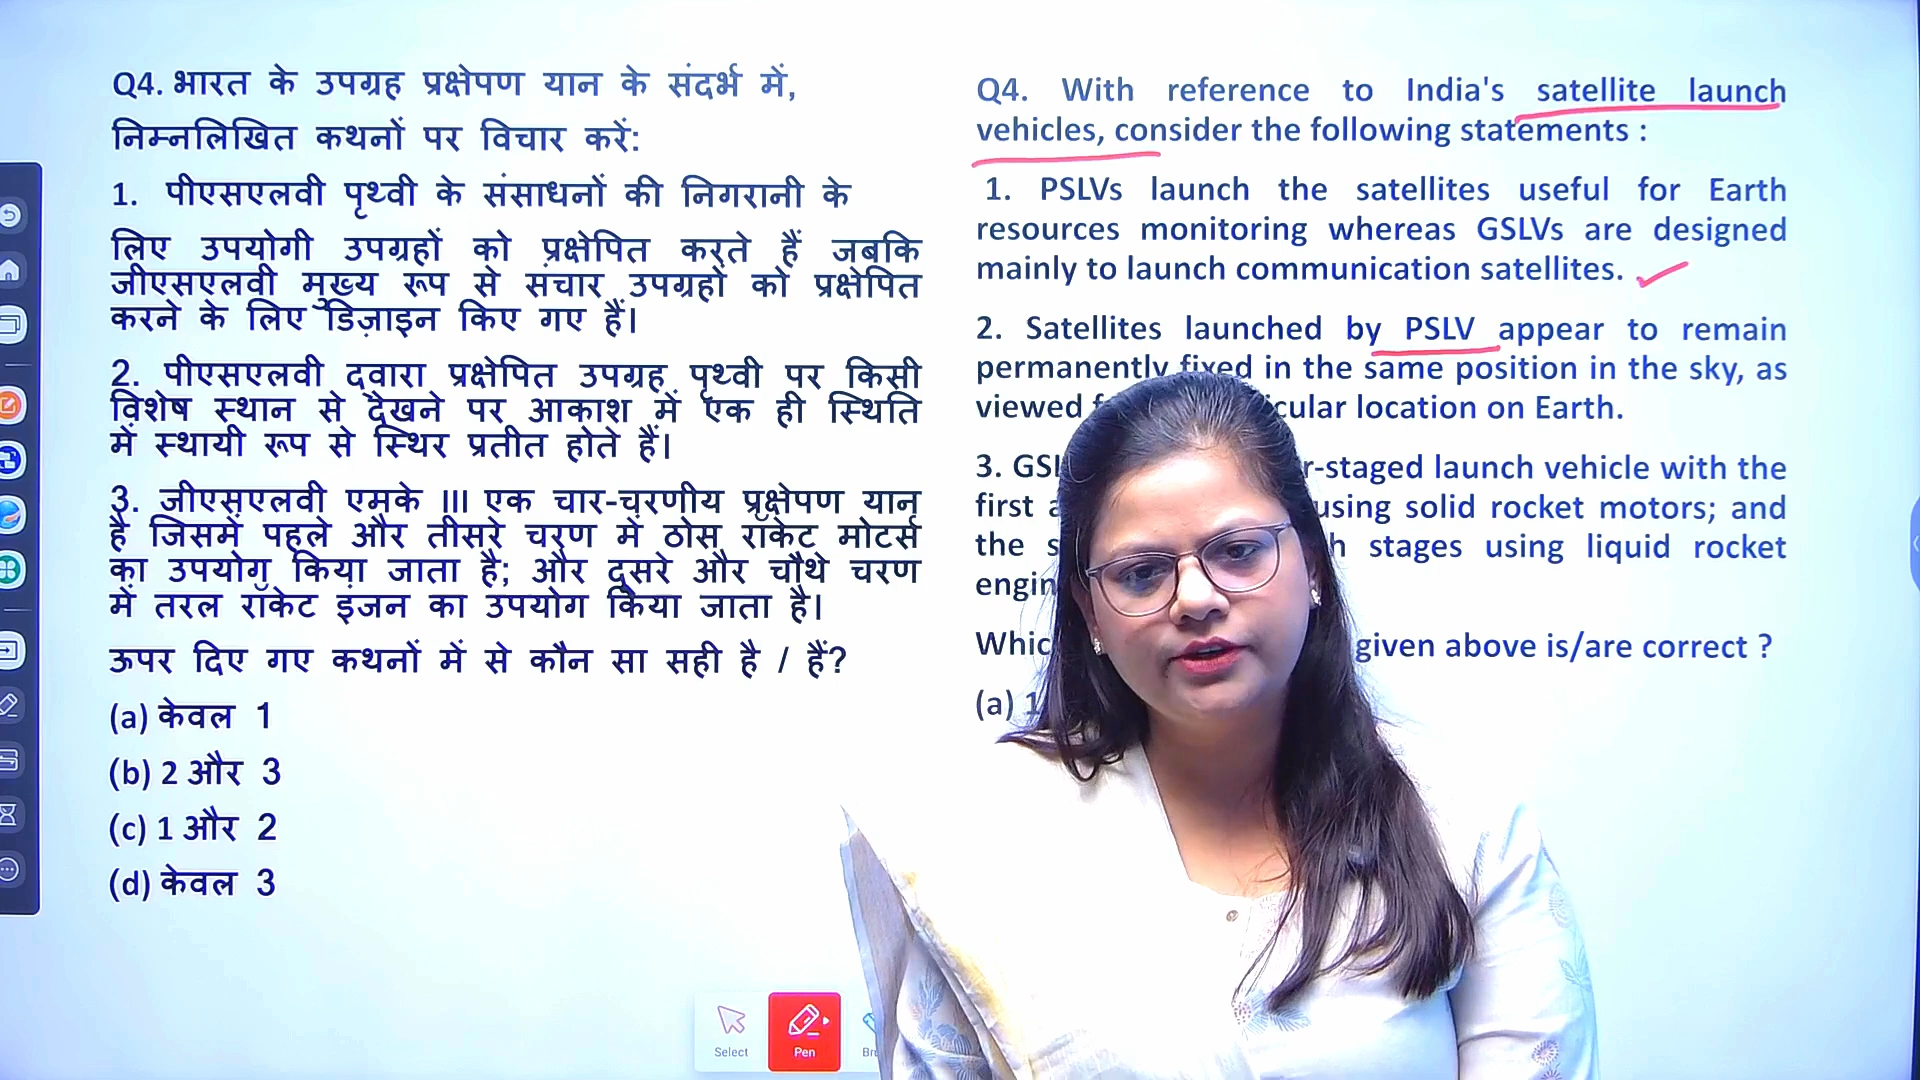 Q4. भारत के उपग्रह प्रक्षेपण यान के संदर्भ में,
निम्नलिखित कथनों पर विचार करें:
1. पीएसएलवी पृथ्वी के संसाधनों की निगरानी के
लिए उपयोगी उपग्रहों को प्रक्षेपित करते हैं जबकि
जीएसएलवी मुख्य रूप से संचार उपग्रहों को प्रक्षेपित
करने के लिए डिज़ाइन किए गए हैं।
2. पीएसएलवी द्वारा प्रक्षेपित उपग्रह पृथ्वी पर किसी
विशेष स्थान से देखने पर आकाश में एक ही स्थिति
में स्थायी रूप से स्थिर प्रतीत होते हैं।
3. जीएसएलवी एमके III एक चार-चरणीय प्रक्षेपण यान
है जिसमें पहले और तीसरे चरण में ठोस रॉकेट मोटर्स
का उपयोग किया जाता है; और दूसरे और चौथे चरण
में तरल रॉकेट इंजन का उपयोग किया जाता है।
ऊपर दिए गए कथनों में से कौन सा सही है / हैं?
(a) केवल 1
(b) 2 और 3
(c) 1 और 2
(d) केवल 3
Q4. With reference to India's satellite launch
vehicles, consider the following statements :
1. PSLVs launch the satellites useful for Earth
resources monitoring whereas GSLVs are designed
mainly to launch communication satellites.
2. Satellites launched by PSLV appear to remain
permanently fixed in the same position in the sky, as
viewed location on Earth.
3. launch vehicle with the
first using solid rocket motors; and
the stages using liquid rocket
given above is/are correct ?
(a) 1
Select
Pen